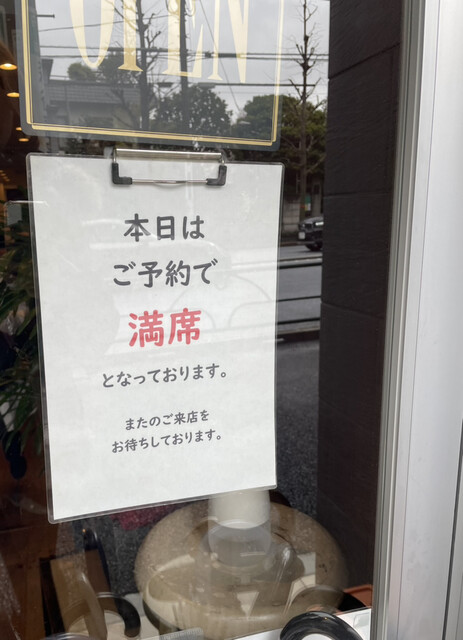 OPEN
本日は
ご予約で
満席
となっております。
またのご来店を
お待ちしております。